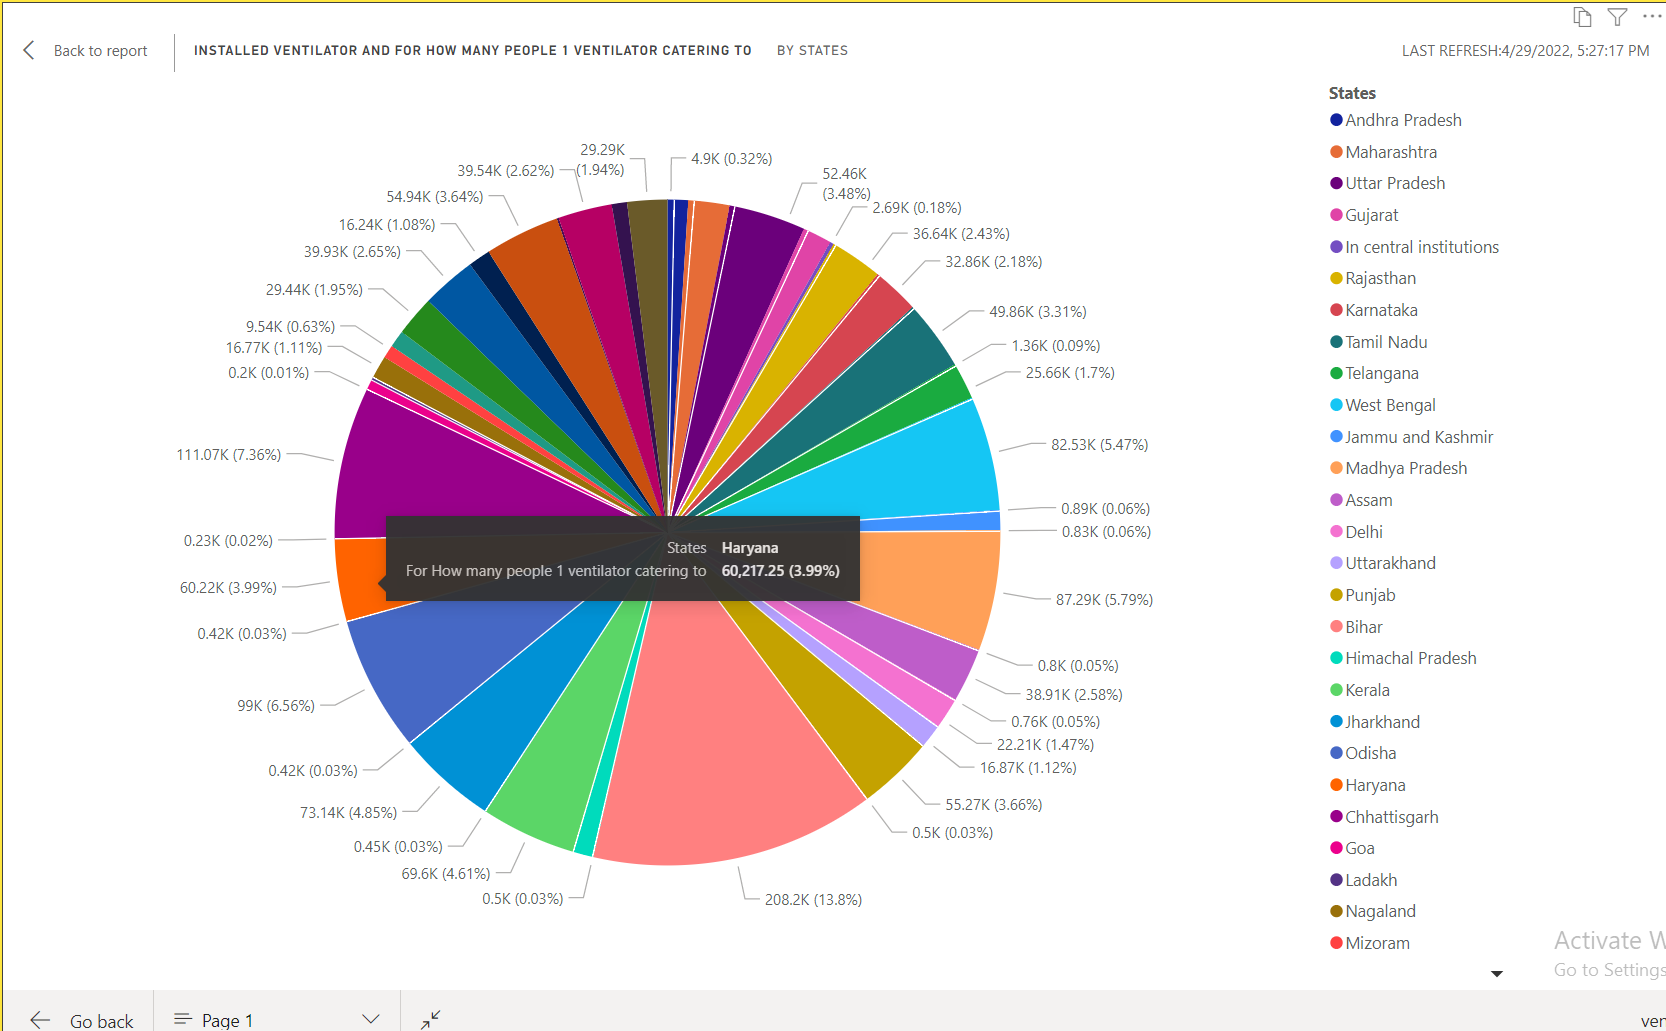 Back to report
INSTALLED VENTILATOR AND FOR HOW MANY PEOPLE 1 VENTILATOR CATERING TO BY STATES
LAST REFRESH:4/29/2022, 5:27:17 PM
29.29K
(1.94%)
4.9K (0.32%)
52.46K
(3.48%)
2.69K (0.18%)
36.64K (2.43%)
32.86K (2.18%)
49.86K (3.31%)
1.36K (0.09%)
25.66K (1.7%)
82.53K (5.47%)
0.89K (0.06%)
0.83K (0.06%)
87.29K (5.79%)
0.8K (0.05%)
38.91K (2.58%)
0.76K (0.05%)
22.21K (1.47%)
16.87K (1.12%)
55.27K (3.66%)
0.5K (0.03%)
208.2K (13.8%)
0.5K (0.03%)
69.6K (4.61%)
0.45K (0.03%)
73.14K (4.85%)
0.42K (0.03%)
99K (6.56%)
0.42K (0.03%)
60.22K (3.99%)
0.23K (0.02%)
111.07K (7.36%)
0.2K (0.01%)
16.77K (1.11%)
9.54K (0.63%)
29.44K (1.95%)
39.93K (2.65%)
16.24K (1.08%)
54.94K (3.64%)
39.54K (2.62%)
States Haryana
For How many people 1 ventilator catering to 60,217.25 (3.99%)
States
Andhra Pradesh
Maharashtra
Uttar Pradesh
Gujarat
In central institutions
Rajasthan
Karnataka
Tamil Nadu
Telangana
West Bengal
Jammu and Kashmir
Madhya Pradesh
Assam
Delhi
Uttarakhand
Punjab
Bihar
Himachal Pradesh
Kerala
Jharkhand
Odisha
Haryana
Chhattisgarh
Goa
Ladakh
Nagaland
Mizoram
Activate W
Go to Settings
Go back
Page 1
ver